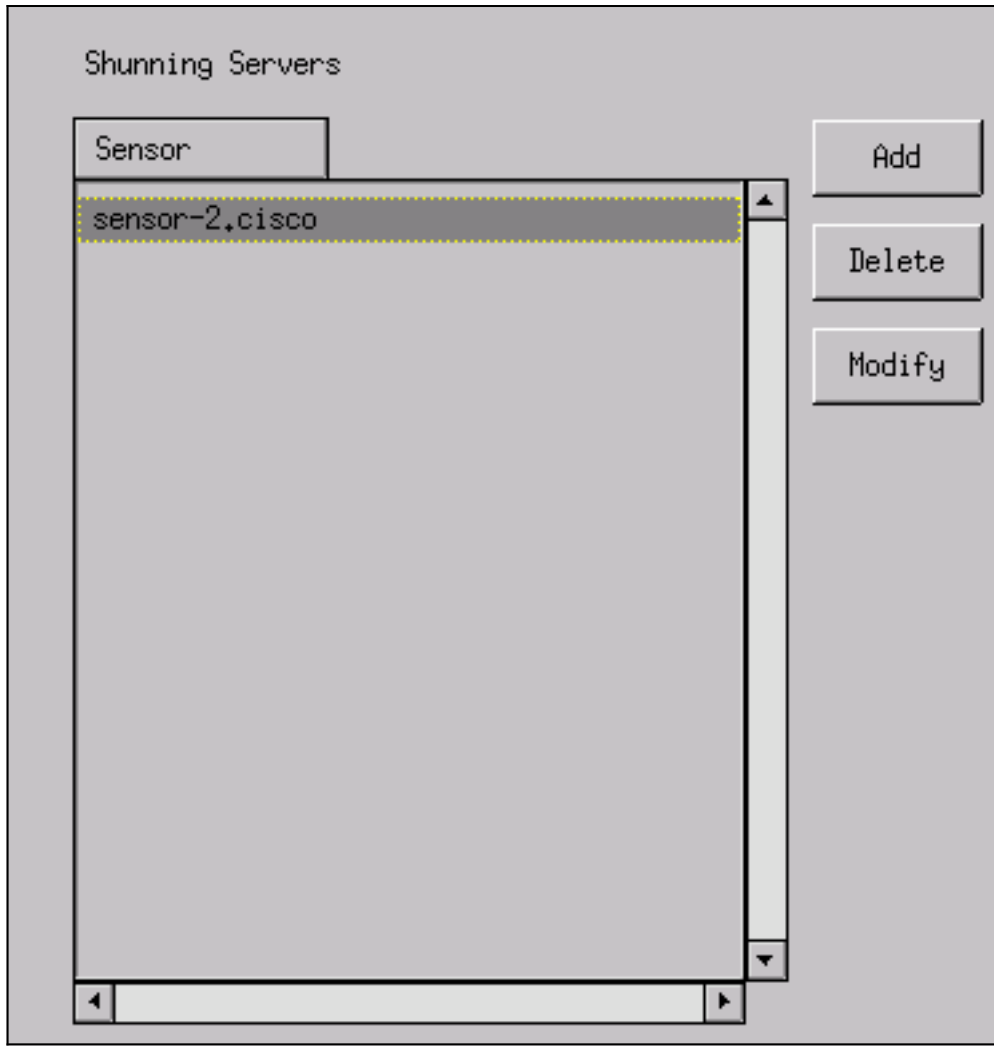 Shunning Servers
Sensor
sensor-2.cisco
Add
Delete
Modify